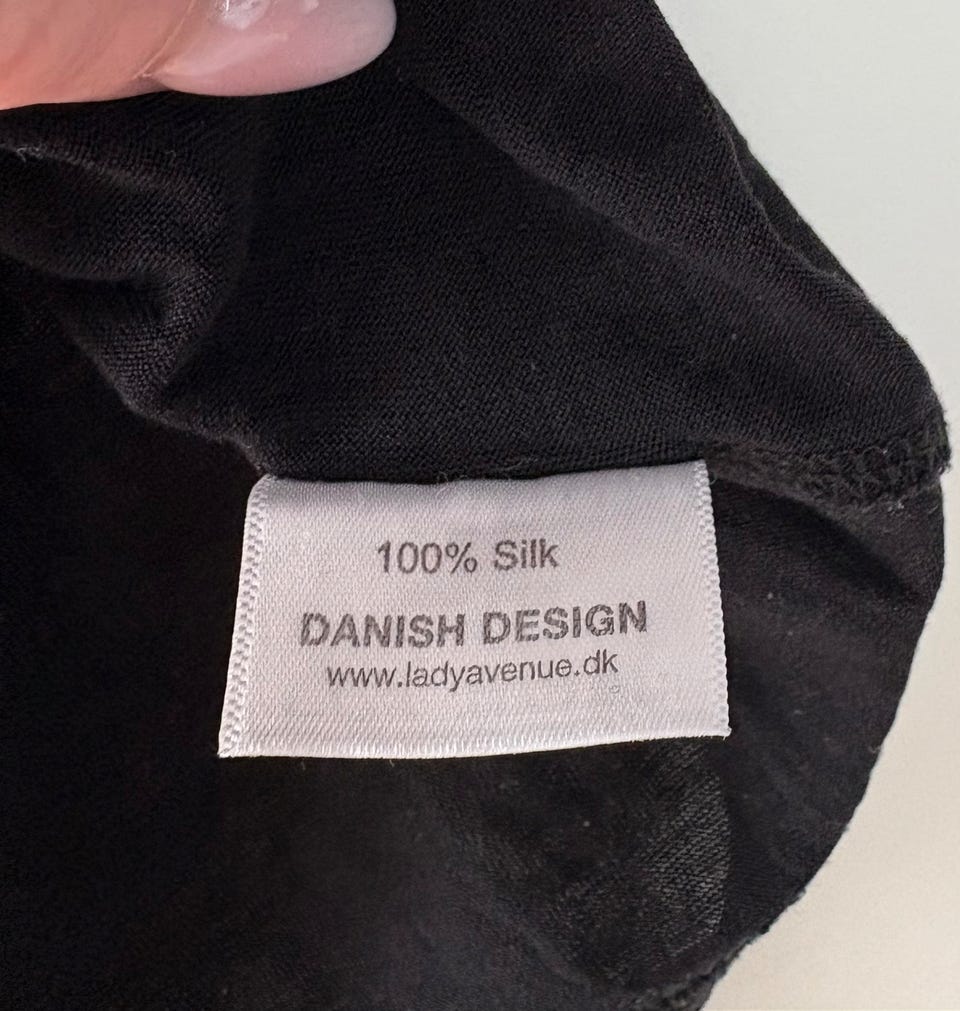 100% Silk
DANISH DESIGN
www.ladyavenue.dk